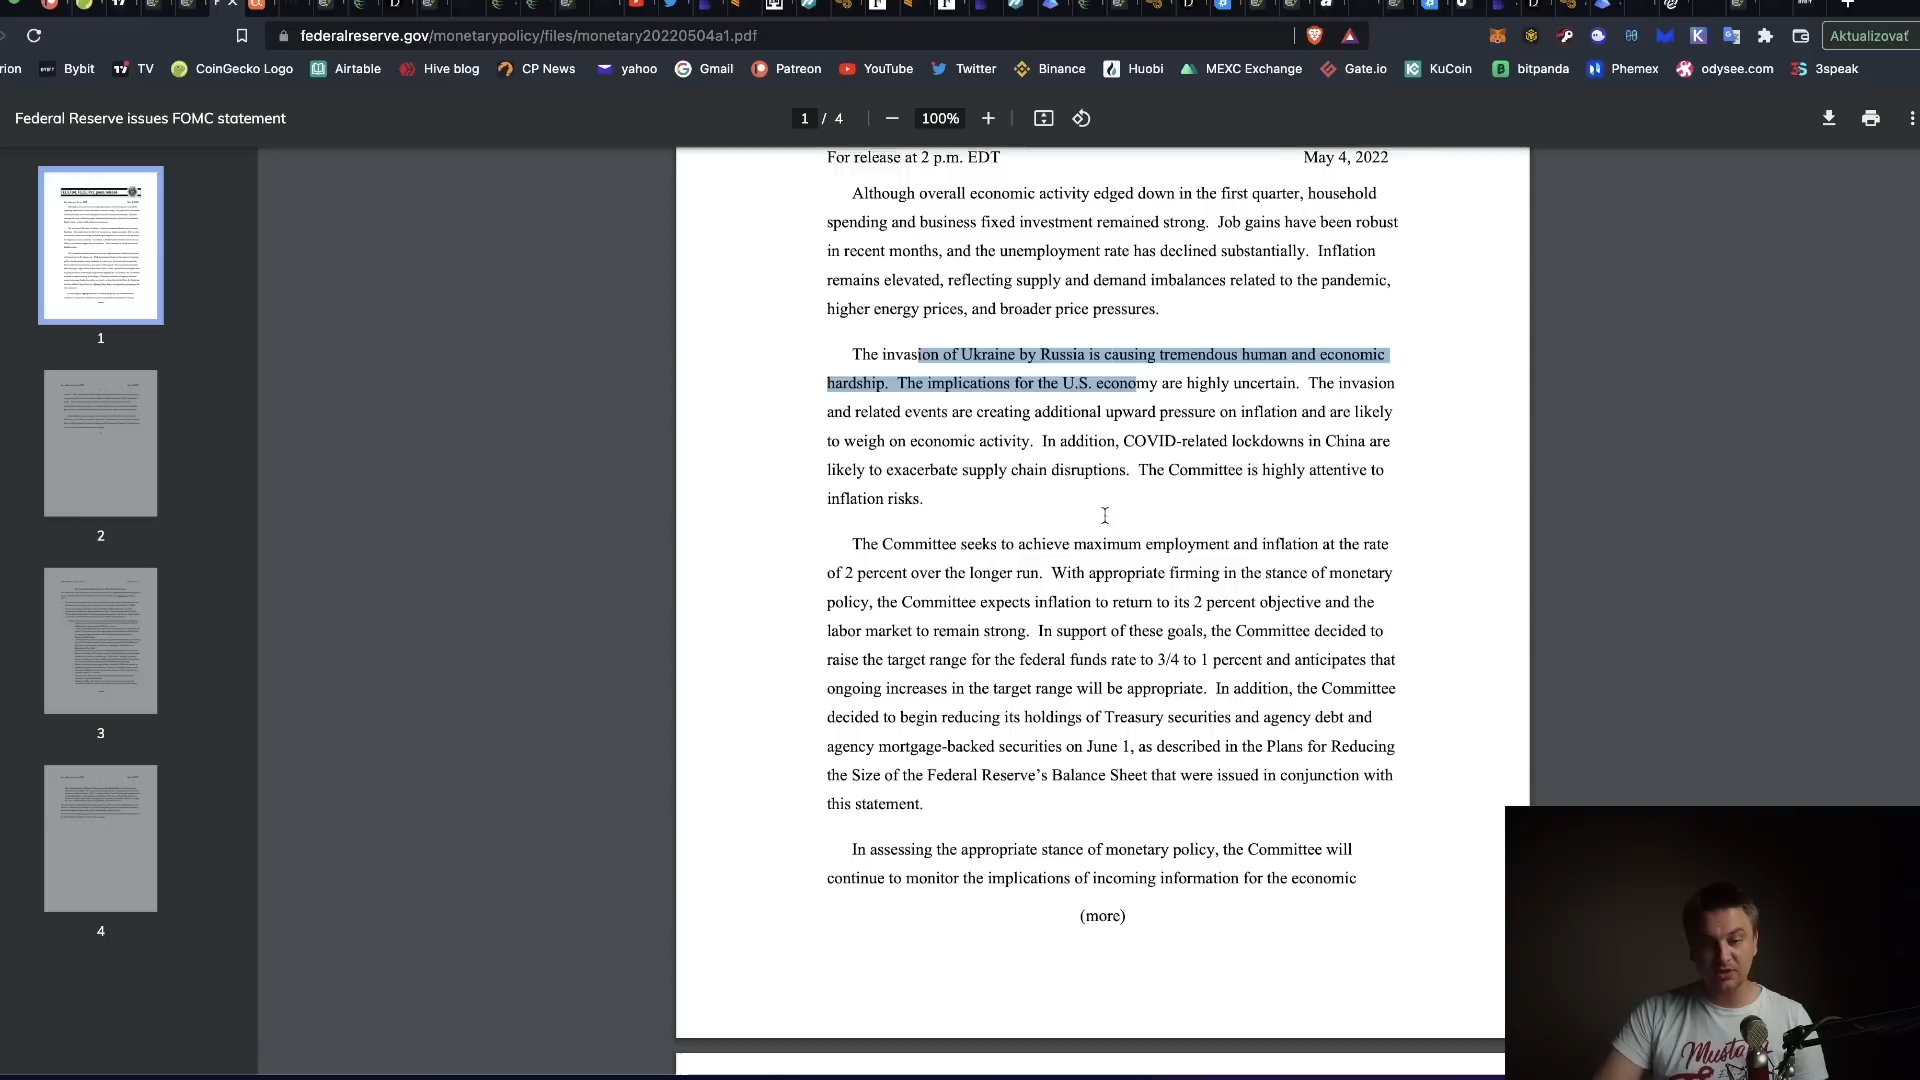 federalreserve.gov/monetarypolicy/files/monetary20220504a1.pdf
Aktualizovať
rion Bybit TV CoinGecko Logo Airtable Hive blog CP News yahoo Gmail Patreon YouTube Twitter Binance Huobi MEXC Exchange Gate.io KuCoin bitpanda Phemex odysee.com 3speak
Federal Reserve issues FOMC statement
1 / 4
100%
For release at 2 p.m. EDT May 4, 2022
Although overall economic activity edged down in the first quarter, household
spending and business fixed investment remained strong. Job gains have been robust
in recent months, and the unemployment rate has declined substantially. Inflation
remains elevated, reflecting supply and demand imbalances related to the pandemic,
higher energy prices, and broader price pressures.
The invasion of Ukraine by Russia is causing tremendous human and economic
hardship. The implications for the U.S. economy are highly uncertain. The invasion
and related events are creating additional upward pressure on inflation and are likely
to weigh on economic activity. In addition, COVID-related lockdowns in China are
likely to exacerbate supply chain disruptions. The Committee is highly attentive to
inflation risks.
The Committee seeks to achieve maximum employment and inflation at the rate
of 2 percent over the longer run. With appropriate firming in the stance of monetary
policy, the Committee expects inflation to return to its 2 percent objective and the
labor market to remain strong. In support of these goals, the Committee decided to
raise the target range for the federal funds rate to 3/4 to 1 percent and anticipates that
ongoing increases in the target range will be appropriate. In addition, the Committee
decided to begin reducing its holdings of Treasury securities and agency debt and
agency mortgage-backed securities on June 1, as described in the Plans for Reducing
the Size of the Federal Reserve's Balance Sheet that were issued in conjunction with
this statement.
In assessing the appropriate stance of monetary policy, the Committee will
continue to monitor the implications of incoming information for the economic
(more)
1
2
3
4